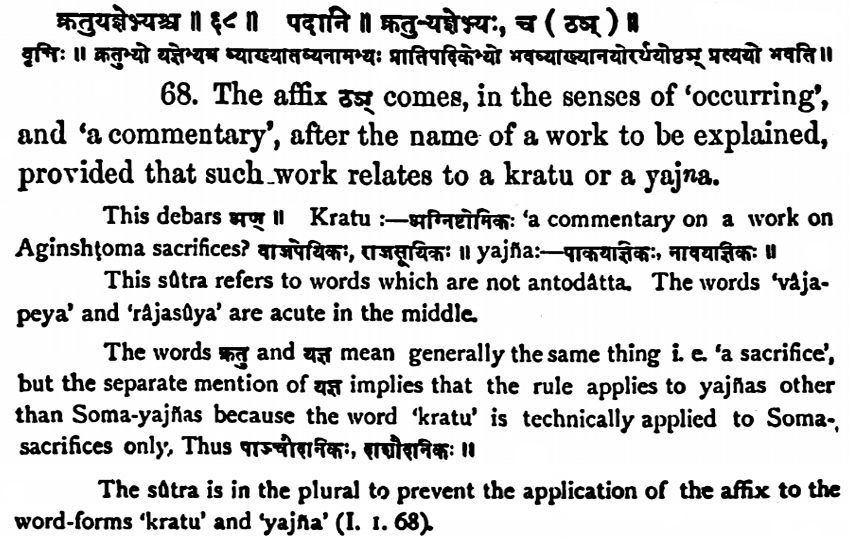 क्रतुयज्ञेभ्यश्च ॥ ६८ ॥ पदानि ॥ क्रतु-यज्ञेभ्यः, च ( ठञ् ) ॥
वृत्तिः ॥ क्रतुभ्यो यज्ञेभ्यश्च व्याख्यातव्यनामभ्यः प्रातिपदिकेभ्यो भवव्याख्यानयोरर्थयोष्ठञ् प्रत्ययो भवति ॥
68. The affix ठञ् comes, in the senses of ‘occurring’,
and ‘a commentary’, after the name of a work to be explained,
provided that such work relates to a kratu or a yajna.
This debars अण् ॥ Kratu :—अग्निष्टोमिकः ‘a commentary on a work on
Aginshṭoma sacrifices? वाजपेयिकः, राजसूयिकः ॥ yajña:—पाकयाज्ञिकः, नावयाज्ञिकः ॥
This sûtra refers to words which are not antodâtta. The words ‘vâja-
peya’ and ‘râjasûya’ are acute in the middle.
The words क्रतु and यज्ञ mean generally the same thing i. e. ‘a sacrifice’,
but the separate mention of यज्ञ implies that the rule applies to yajñas other
than Soma-yajñas because the word ‘kratu’ is technically applied to Soma-
sacrifices only, Thus पाञ्चौदानिकः, दाशौदानिकः ॥
The sûtra is in the plural to prevent the application of the affix to the
word-forms ‘kratu’ and ‘yajña’ (I. 1. 68).